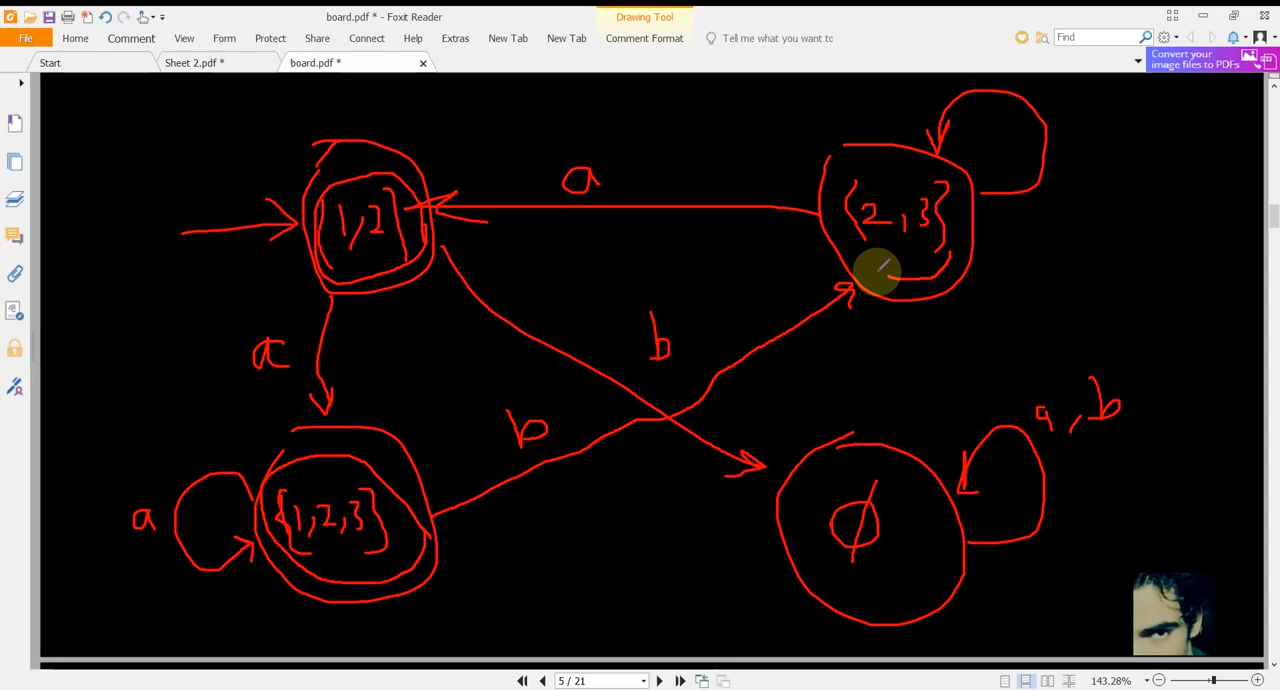 board.pdf * - Foxit Reader
Drawing Tool
File
Home
Comment
View
Form
Protect
Share
Connect
Help
Extras
New Tab
New Tab
Comment Format
Tell me what you want to
Find
Start
Sheet 2.pdf *
board.pdf *
Convert your
image files to PDFs
a
{1,2}
{2,3}
a
b
b
a, b
a
{1,2,3}
φ
5 / 21
143.28%